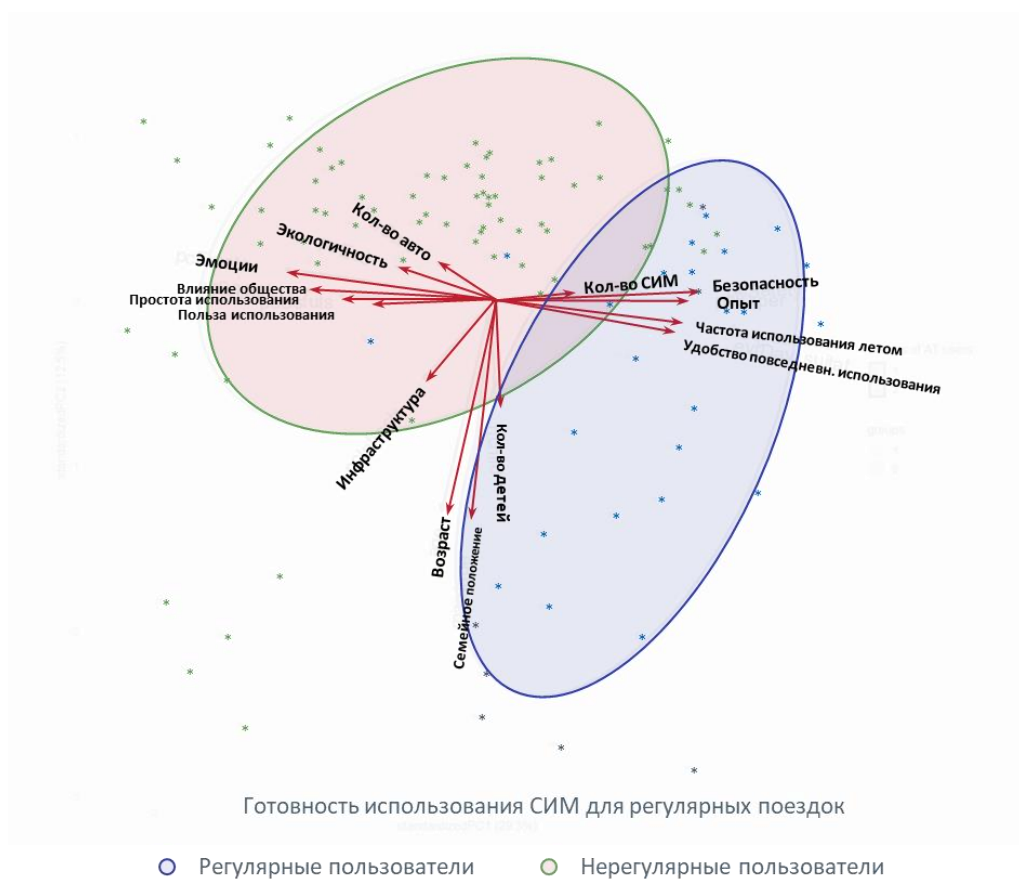 Кол-во авто
Экологичность
Эмоции
Влияние общества
Простота использования
Польза использования
Кол-во СИМ
Безопасность
Опыт
Частота использования летом
Удобство повседневн. использования
Инфраструктура
Кол-во детей
Возраст
Семейное положение
Готовность использования СИМ для регулярных поездок
Регулярные пользователи
Нерегулярные пользователи